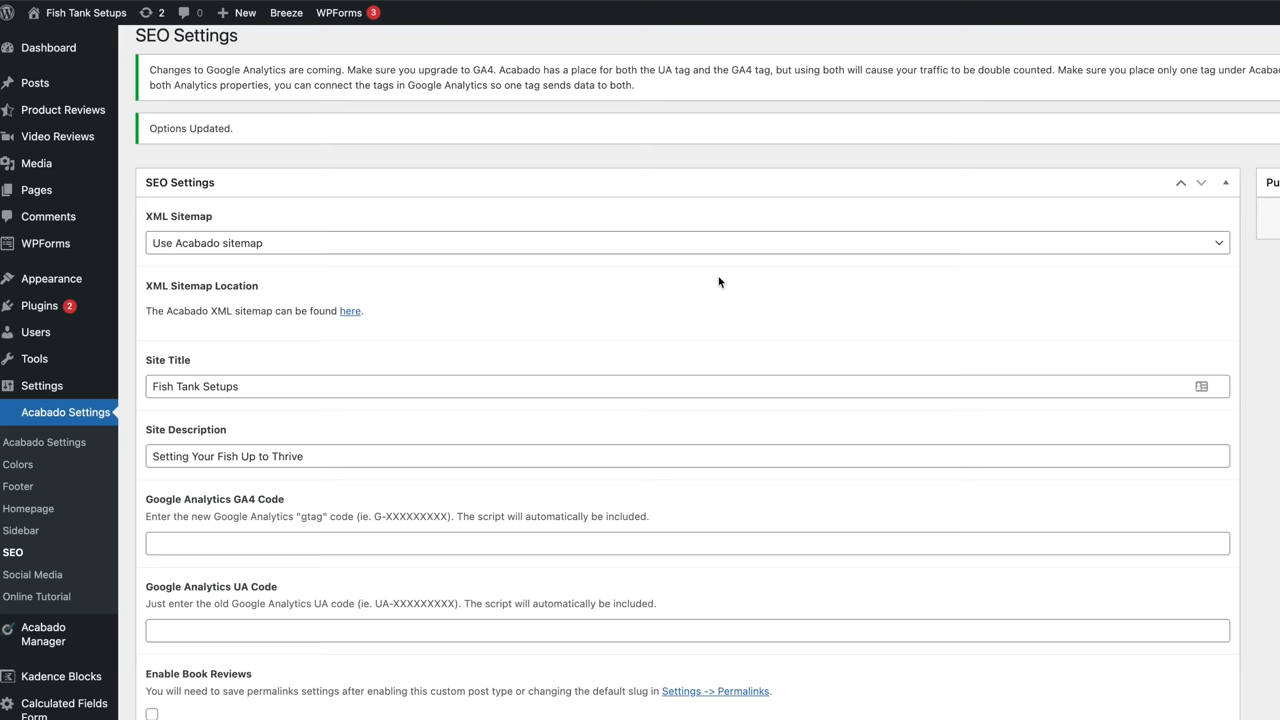 Fish Tank Setups 2 0 New Breeze WPForms 3
Dashboard
Posts
Product Reviews
Video Reviews
Media
Pages
Comments
WPForms
Appearance
Plugins 2
Users
Tools
Settings
Acabado Settings
Acabado Settings
Colors
Footer
Homepage
Sidebar
SEO
Social Media
Online Tutorial
Acabado
Manager
Kadence Blocks
Calculated Fields
Form
SEO Settings
Changes to Google Analytics are coming. Make sure you upgrade to GA4. Acabado has a place for both the UA tag and the GA4 tag, but using both will cause your traffic to be double counted. Make sure you place only one tag under Acaba
both Analytics properties, you can connect the tags in Google Analytics so one tag sends data to both.
Options Updated.
SEO Settings
Pu
XML Sitemap
Use Acabado sitemap
XML Sitemap Location
The Acabado XML sitemap can be found here.
Site Title
Fish Tank Setups
Site Description
Setting Your Fish Up to Thrive
Google Analytics GA4 Code
Enter the new Google Analytics "gtag" code (ie. G-XXXXXXXXX). The script will automatically be included.
Google Analytics UA Code
Just enter the old Google Analytics UA code (ie. UA-XXXXXXXXX). The script will automatically be included.
Enable Book Reviews
You will need to save permalinks settings after enabling this custom post type or changing the default slug in Settings -> Permalinks.